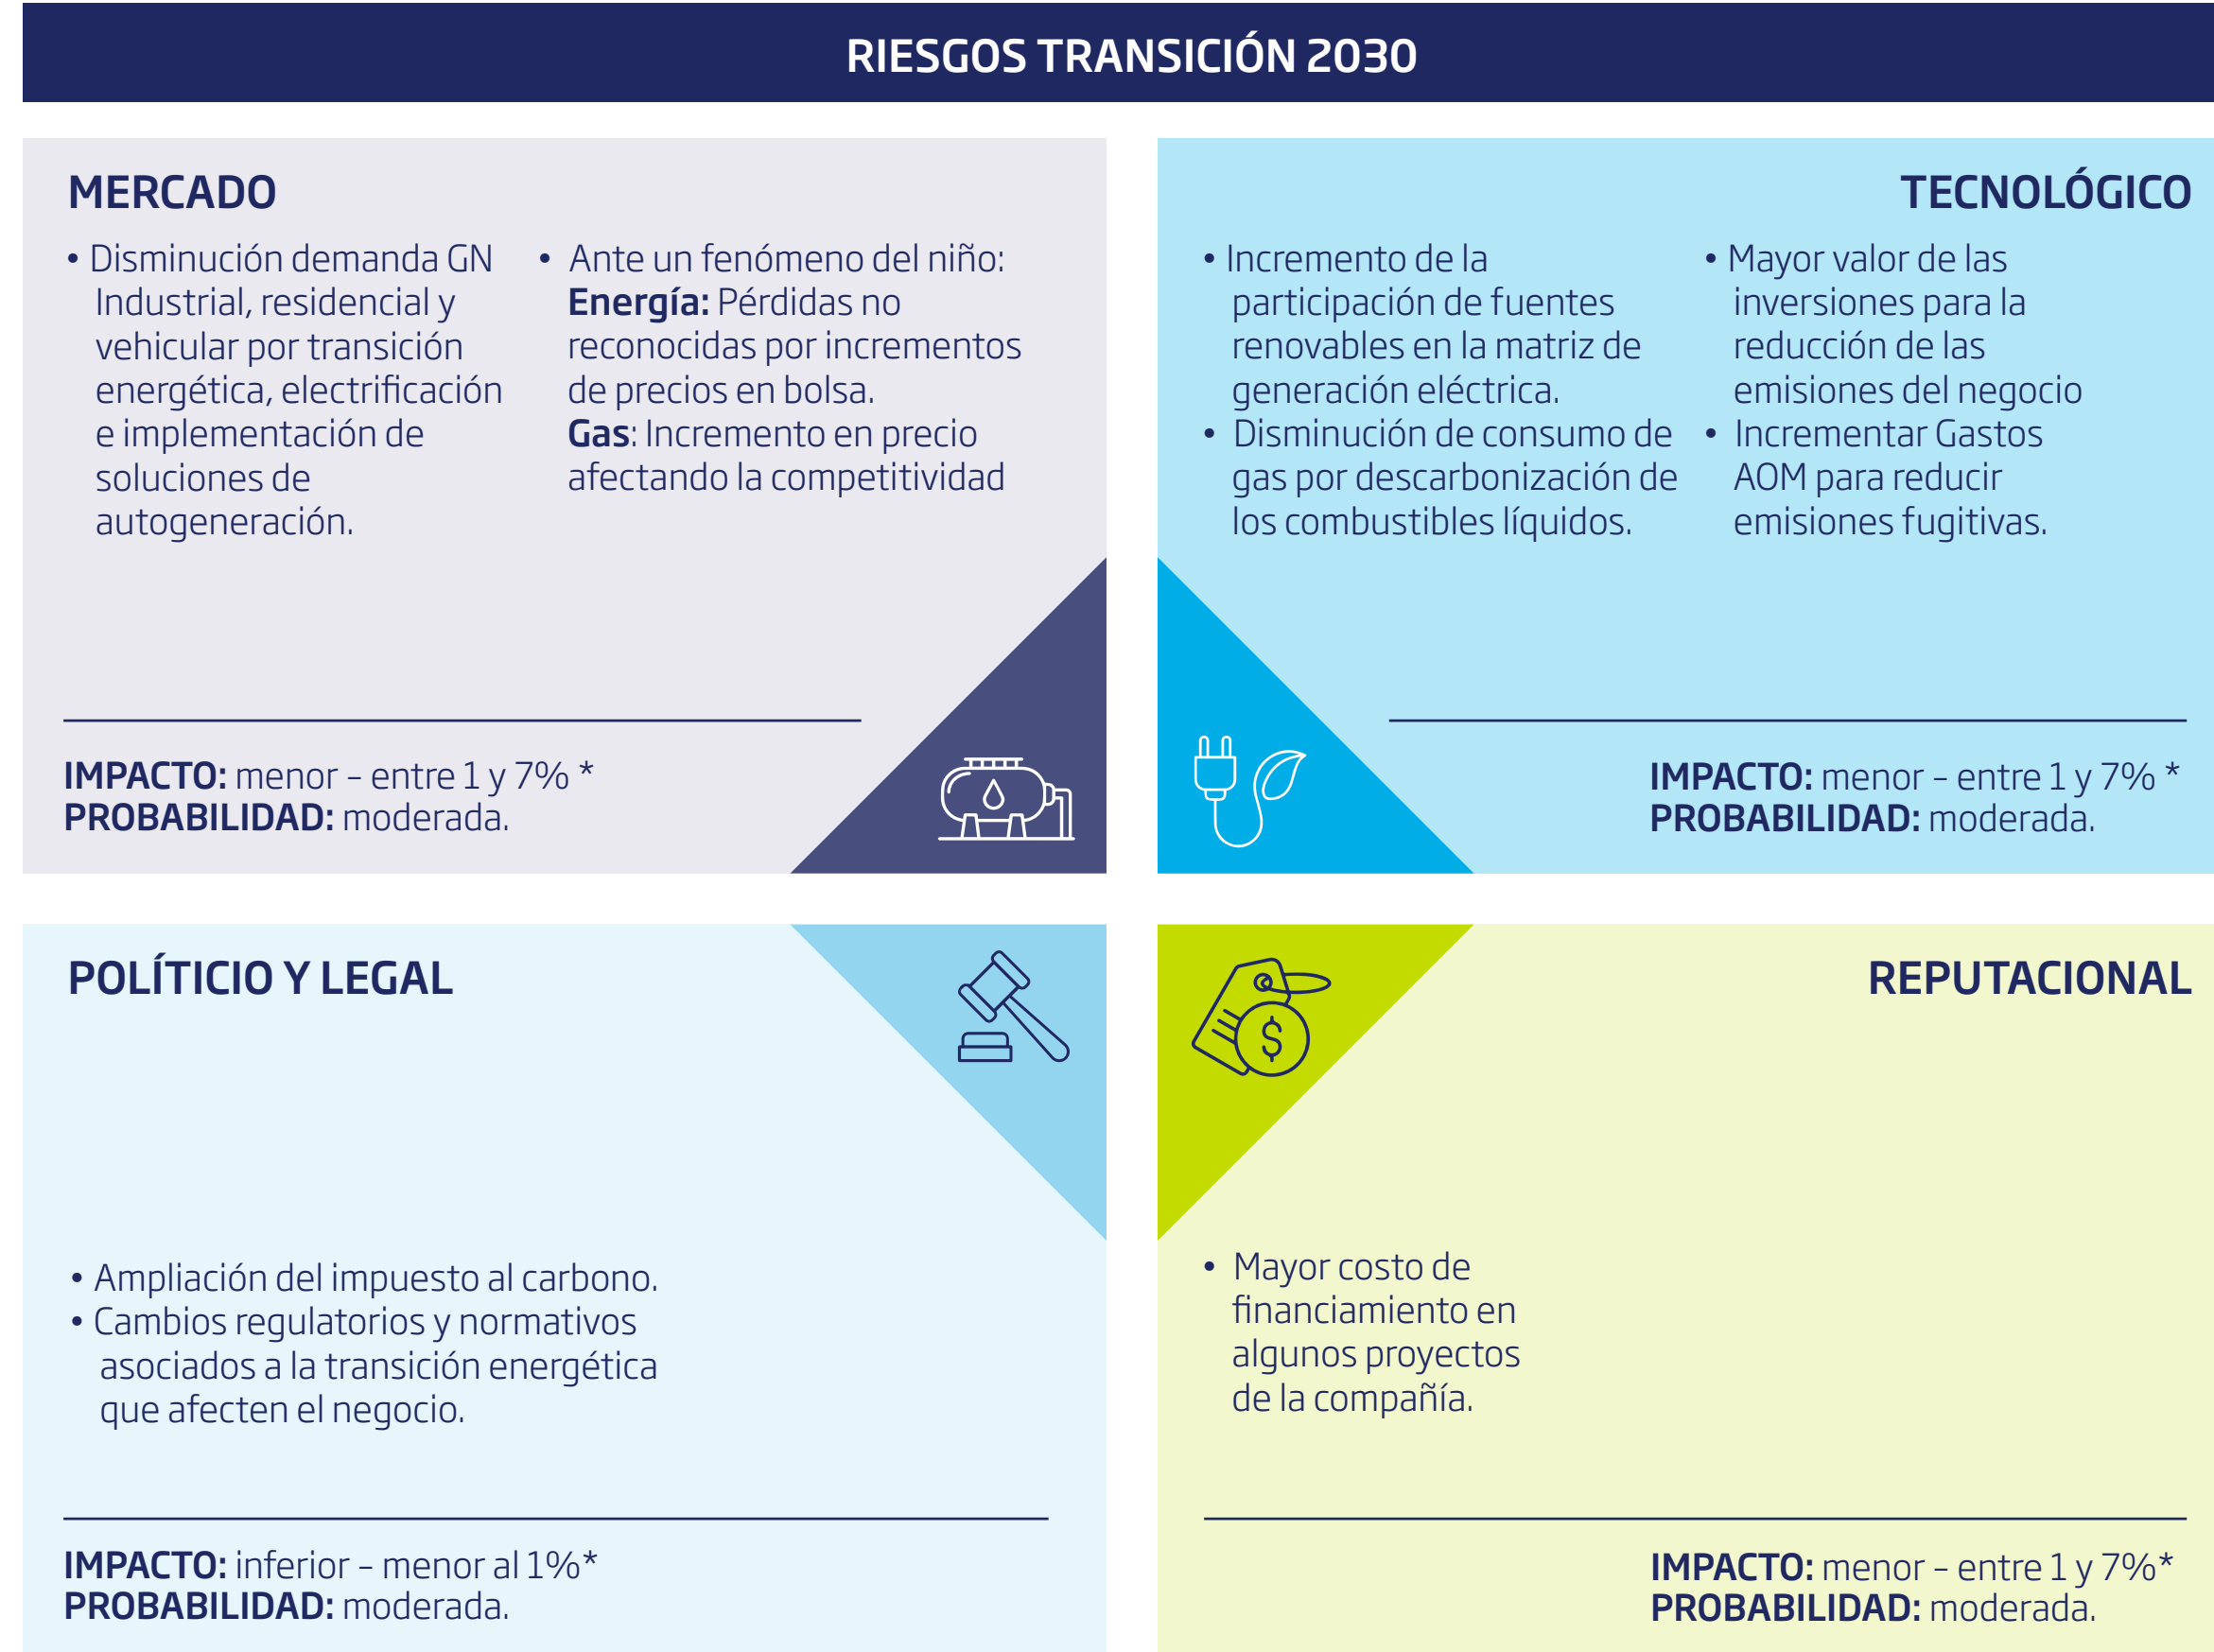 RIESGOS TRANSICIÓN 2030
MERCADO
• Disminución demanda GN
Industrial, residencial y
vehicular por transición
energética, electrificación
e implementación de
soluciones de
autogeneración.
• Ante un fenómeno del niño:
Energía: Pérdidas no
reconocidas por incrementos
de precios en bolsa.
Gas: Incremento en precio
afectando la competitividad
IMPACTO: menor – entre 1 y 7% *
PROBABILIDAD: moderada.
TECNOLÓGICO
• Incremento de la
participación de fuentes
renovables en la matriz de
generación eléctrica.
• Disminución de consumo de
gas por descarbonización de
los combustibles líquidos.
• Mayor valor de las
inversiones para la
reducción de las
emisiones del negocio
• Incrementar Gastos
AOM para reducir
emisiones fugitivas.
IMPACTO: menor – entre 1 y 7% *
PROBABILIDAD: moderada.
POLÍTICIO Y LEGAL
• Ampliación del impuesto al carbono.
• Cambios regulatorios y normativos
asociados a la transición energética
que afecten el negocio.
IMPACTO: inferior – menor al 1%*
PROBABILIDAD: moderada.
$
REPUTACIONAL
• Mayor costo de
financiamiento en
algunos proyectos
de la compañía.
IMPACTO: menor – entre 1 y 7%*
PROBABILIDAD: moderada.